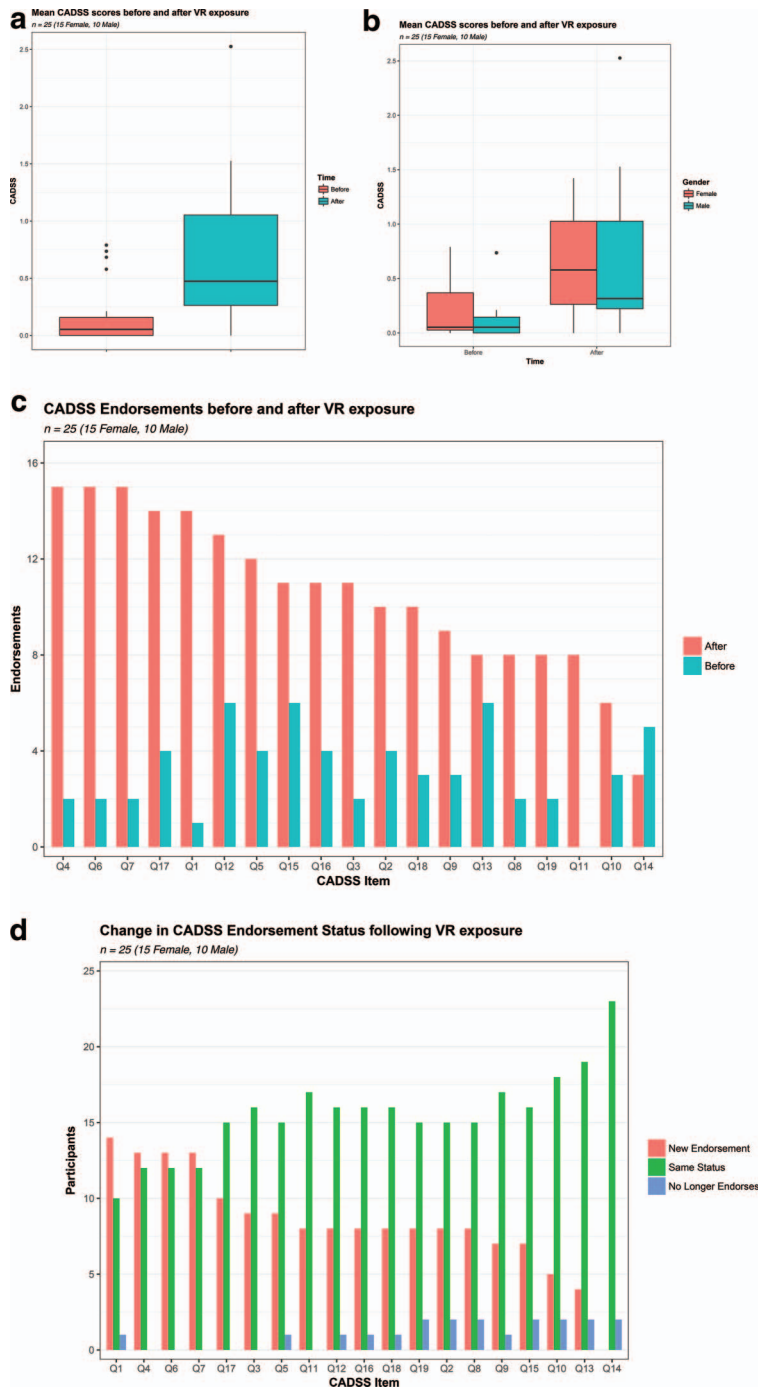 a
Mean CADSS scores before and after VR exposure
n = 25 (15 Female, 10 Male)
2.5
2.0
1.5
1.0
0.5
0.0
CADSS
Time
Before
After
b
Mean CADSS scores before and after VR exposure
n = 25 (15 Female, 10 Male)
2.5
2.0
1.5
1.0
0.5
0.0
CADSS
Before After
Time
Gender
Female
Male
c
CADSS Endorsements before and after VR exposure
n = 25 (15 Female, 10 Male)
16
12
8
4
0
Endorsements
Q4 Q6 Q7 Q17 Q1 Q12 Q5 Q15 Q16 Q3 Q2 Q18 Q9 Q13 Q8 Q19 Q11 Q10 Q14
CADSS Item
After
Before
d
Change in CADSS Endorsement Status following VR exposure
n = 25 (15 Female, 10 Male)
25
20
15
10
5
0
Participants
Q1 Q4 Q6 Q7 Q17 Q3 Q5 Q11 Q12 Q16 Q18 Q19 Q2 Q8 Q9 Q15 Q10 Q13 Q14
CADSS Item
New Endorsement
Same Status
No Longer Endorses